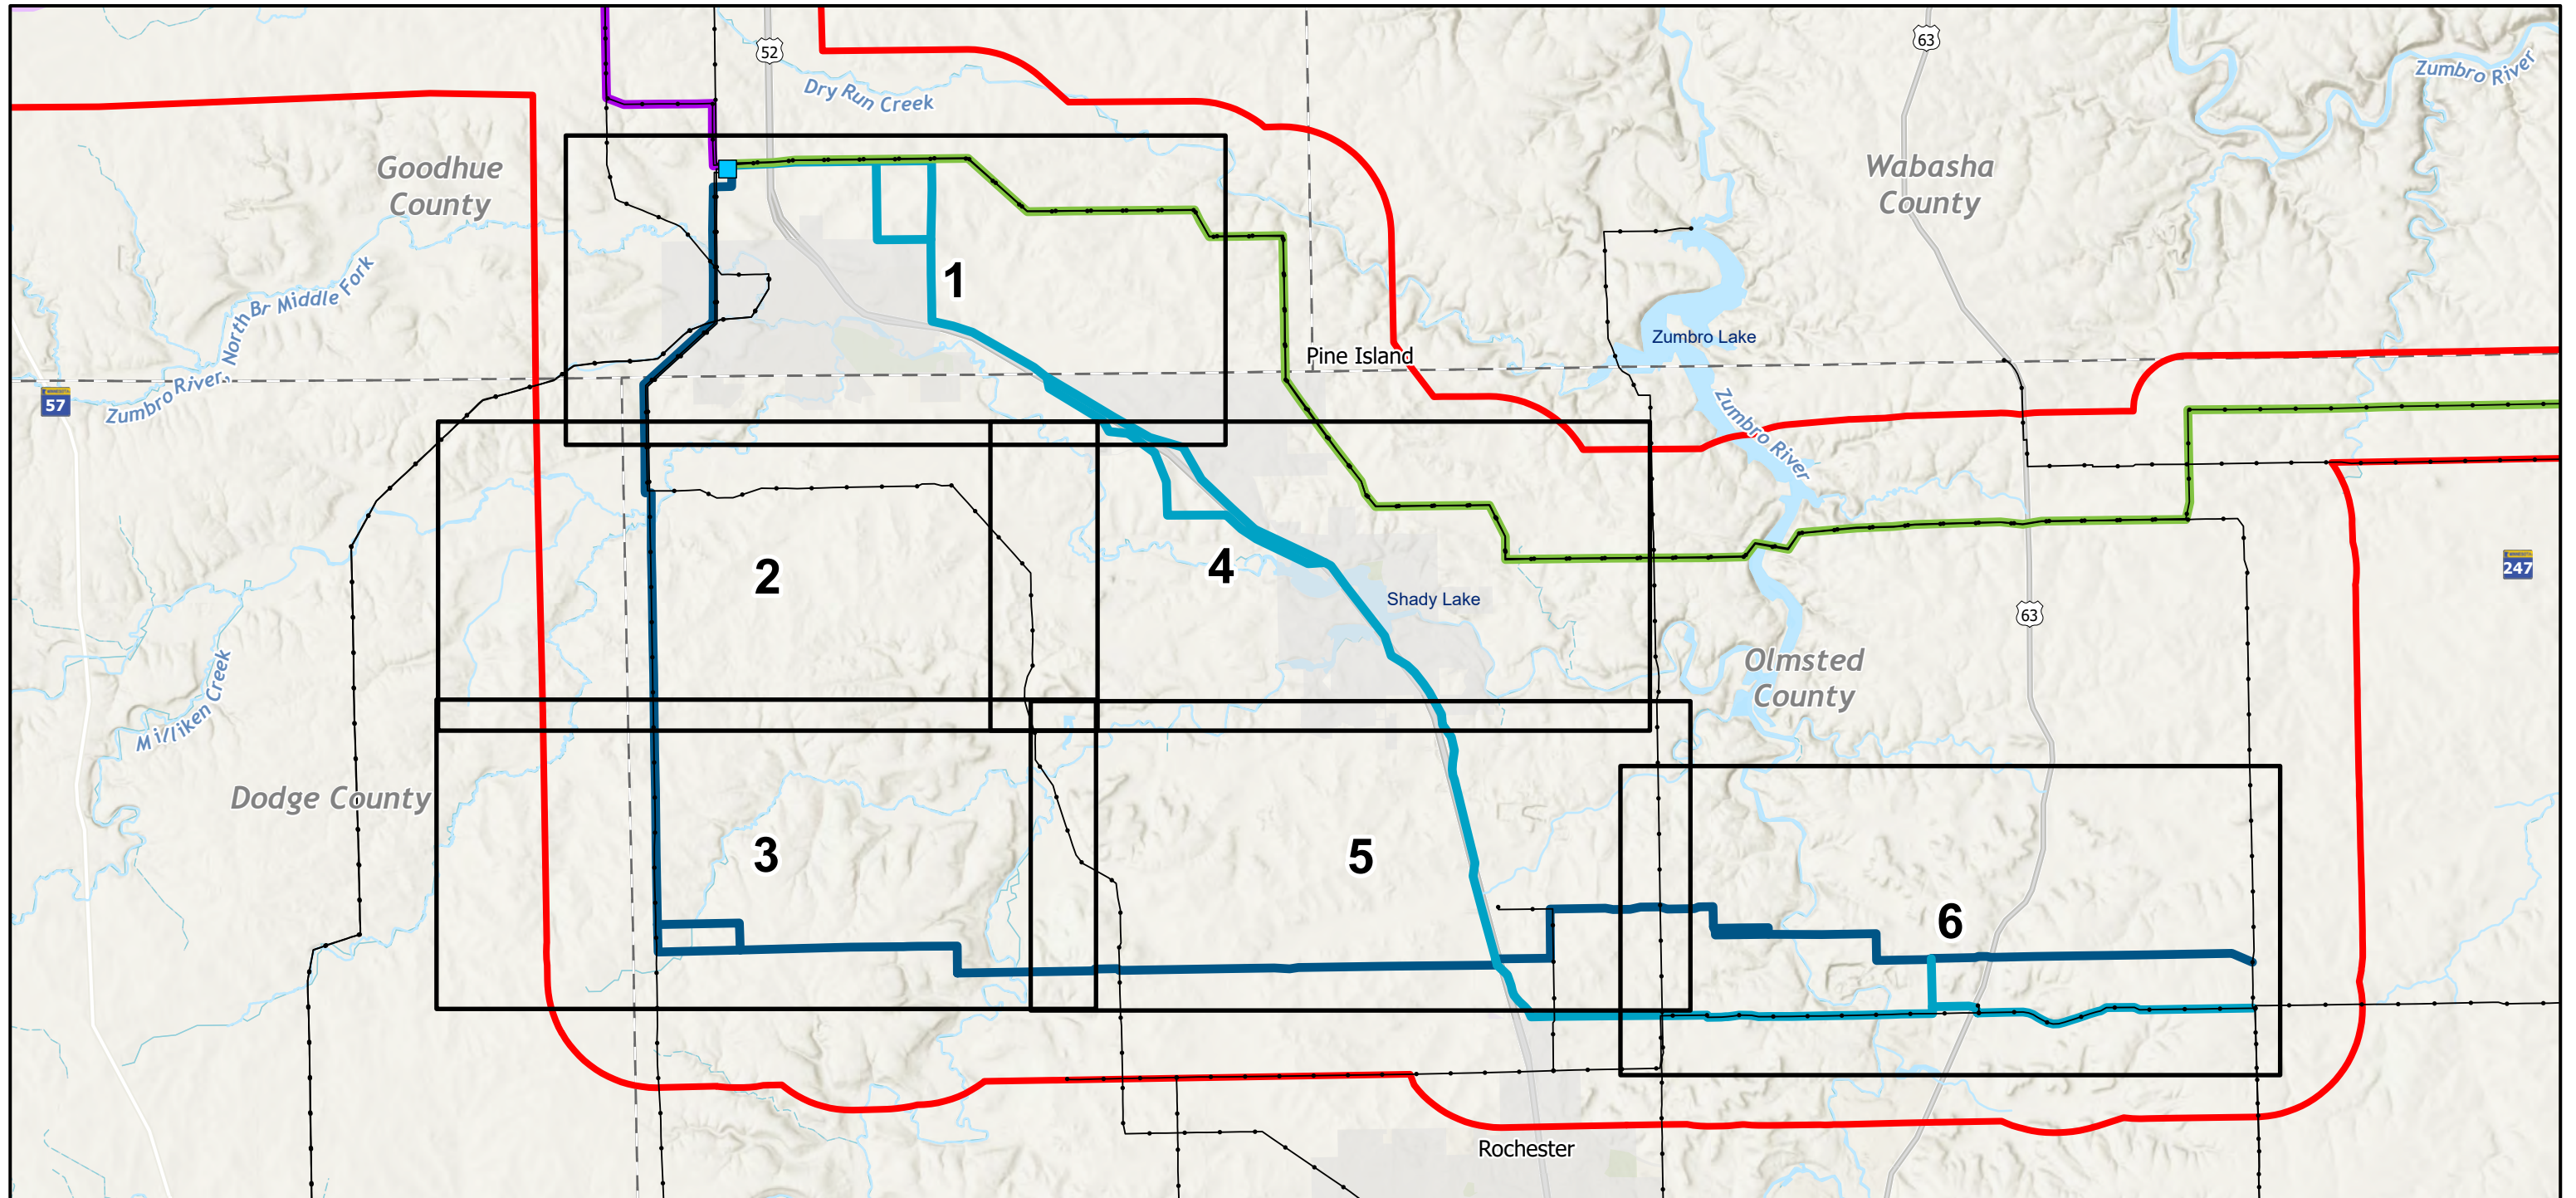 52
63
Zumbro River
Dry Run Creek
Goodhue
County
Wabasha
County
1
Zumbro River, North Br Middle Fork
Zumbro Lake
Pine Island
57
Zumbro River
2
4
247
Shady Lake
63
Milliken Creek
Olmsted
County
Dodge County
3
5
6
Rochester